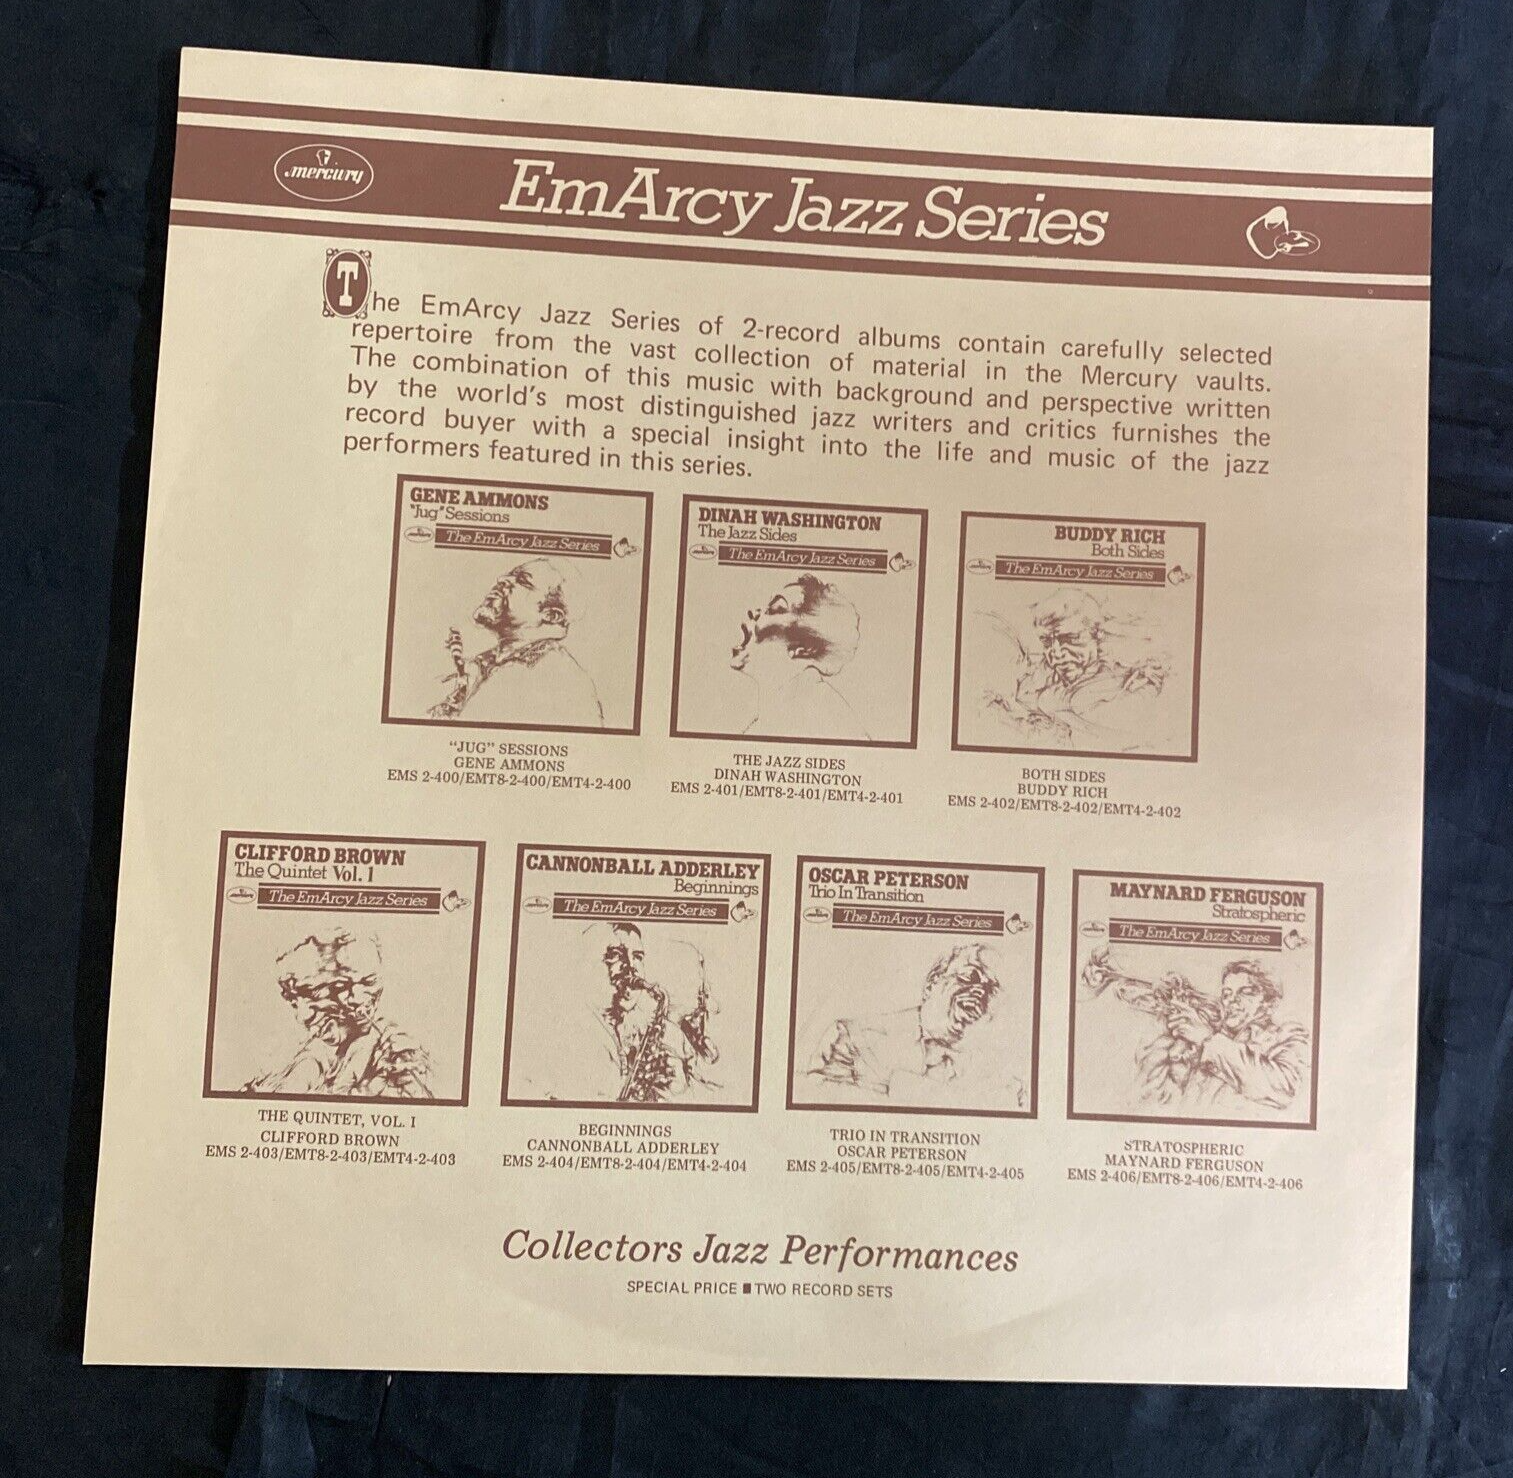 mercury
EmArcy Jazz Series
The EmArcy Jazz Series of 2-record albums contain carefully selected
repertoire from the vast collection of material in the Mercury vaults.
The combination of this music with background and perspective written
by the world's most distinguished jazz writers and critics furnishes the
record buyer with a special insight into the life and music of the jazz
performers featured in this series.
GENE AMMONS
"Jug" Sessions
mercury
The EmArcy Jazz Series
DINAH WASHINGTON
The Jazz Sides
mercury
The EmArcy Jazz Series
BUDDY RICH
Both Sides
mercury
The EmArcy Jazz Series
"JUG" SESSIONS
GENE AMMONS
EMS 2-400/EMT8-2-400/EMT4-2-400
THE JAZZ SIDES
DINAH WASHINGTON
EMS 2-401/EMT8-2-401/EMT4-2-401
BOTH SIDES
BUDDY RICH
EMS 2-402/EMT8-2-402/EMT4-2-402
CLIFFORD BROWN
The Quintet Vol. 1
mercury
The EmArcy Jazz Series
CANNONBALL ADDERLEY
Beginnings
mercury
The EmArcy Jazz Series
OSCAR PETERSON
Trio In Transition
mercury
The EmArcy Jazz Series
MAYNARD FERGUSON
Stratospheric
mercury
The EmArcy Jazz Series
THE QUINTET, VOL. I
CLIFFORD BROWN
EMS 2-403/EMT8-2-403/EMT4-2-403
BEGINNINGS
CANNONBALL ADDERLEY
EMS 2-404/EMT8-2-404/EMT4-2-404
TRIO IN TRANSITION
OSCAR PETERSON
EMS 2-405/EMT8-2-405/EMT4-2-405
STRATOSPHERIC
MAYNARD FERGUSON
EMS 2-406/EMT8-2-406/EMT4-2-406
Collectors Jazz Performances
SPECIAL PRICE ■ TWO RECORD SETS